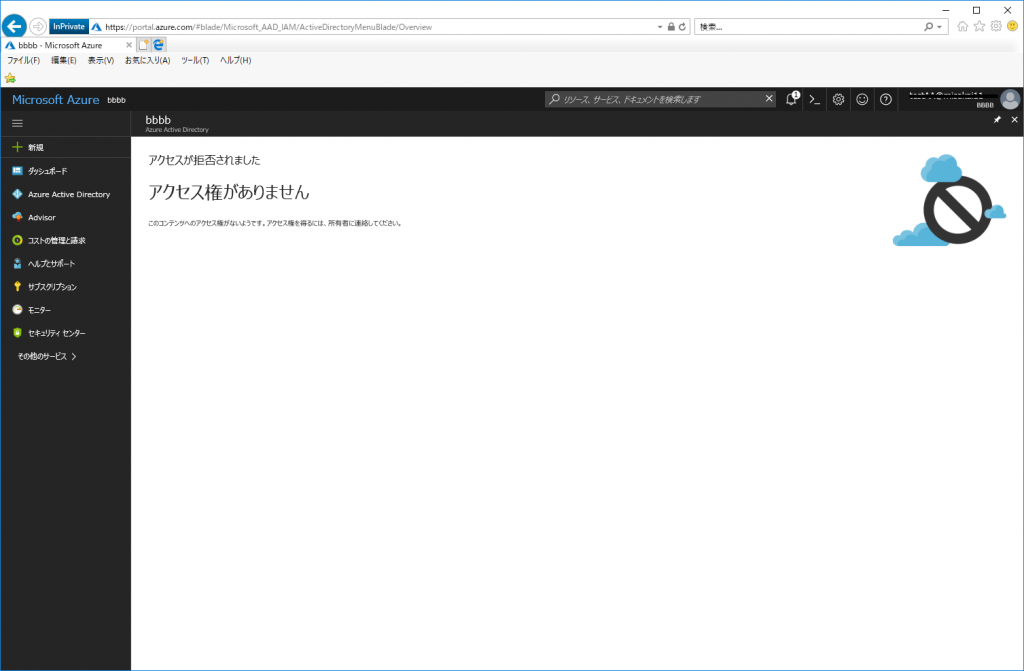 InPrivate https://portal.azure.com/#blade/Microsoft_AAD_IAM/ActiveDirectoryMenuBlade/Overview 検索...
bbbb - Microsoft Azure
ファイル(F) 編集(E) 表示(V) お気に入り(A) ツール(T) ヘルプ(H)
Microsoft Azure bbbb リソース、サービス、ドキュメントを検索します 1
BBBB
bbbb
Azure Active Directory
新規
ダッシュボード
Azure Active Directory
Advisor
コストの管理と請求
ヘルプとサポート
サブスクリプション
モニター
セキュリティ センター
その他のサービス
アクセスが拒否されました
アクセス権がありません
このコンテンツへのアクセス権がないようです。アクセス権を得るには、所有者に連絡してください。